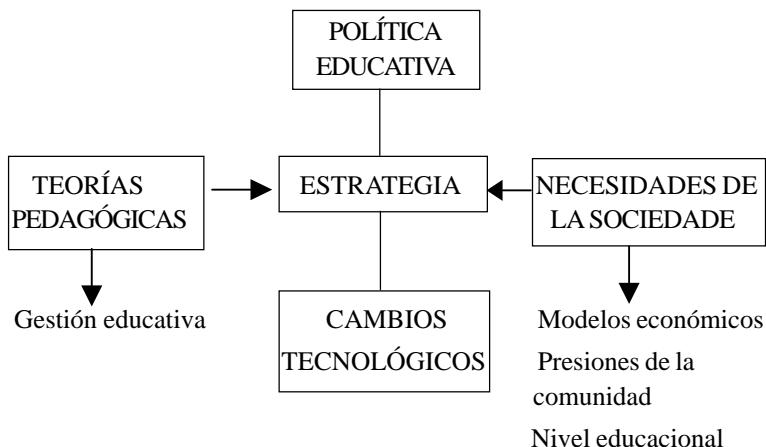 POLÍTICA
EDUCATIVA
TEORÍAS
PEDAGÓGICAS
ESTRATEGIA
NECESIDADES DE
LA SOCIEDADE
Gestión educativa
CAMBIOS
TECNOLÓGICOS
Modelos económicos
Presiones de la
comunidad
Nivel educacional